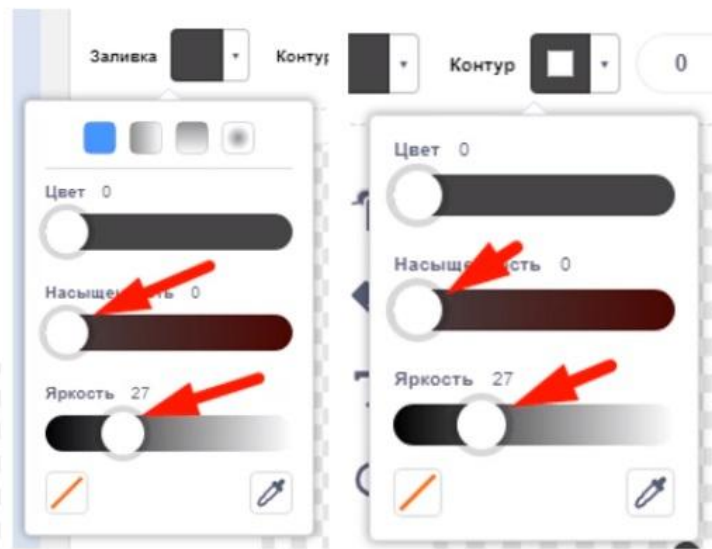 Заливка
Контур
Цвет 0
Насыщенность 0
Яркость 27
Контур 0
Цвет 0
Насыщенность 0
Яркость 27